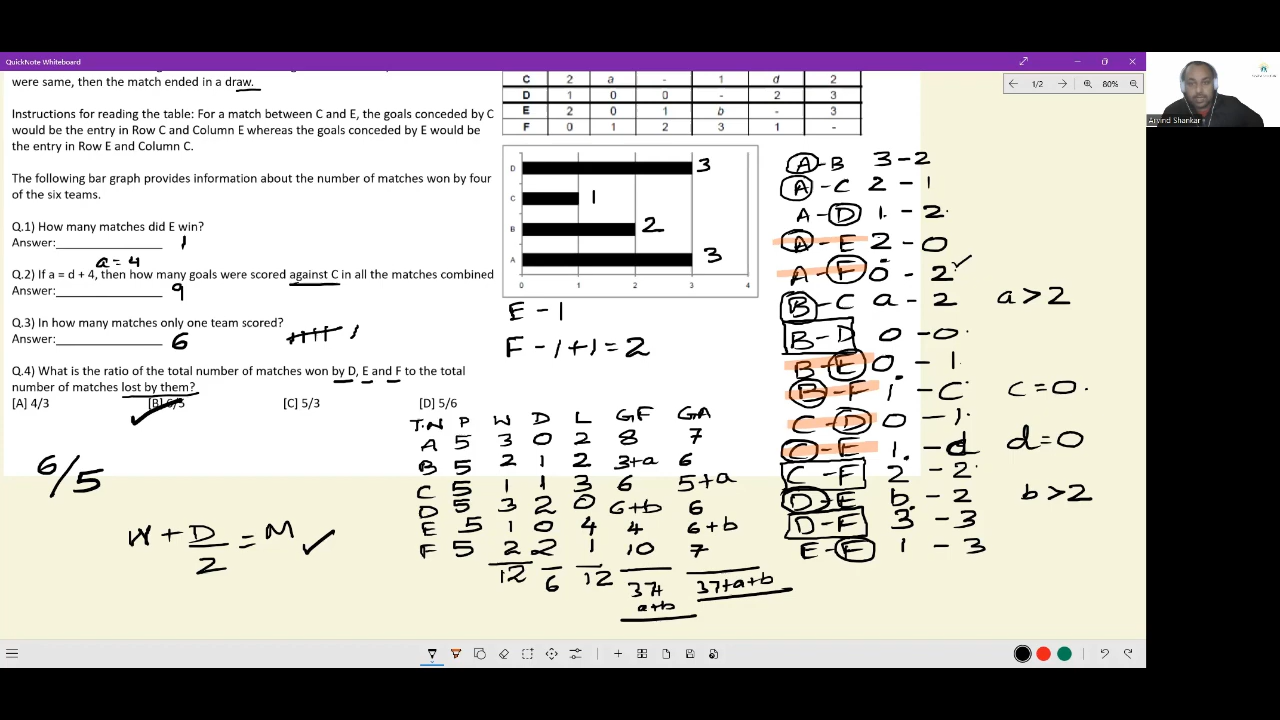 QuickNote Whiteboard
1/2
80%
Arvind Shankar
were same, then the match ended in a draw.
Instructions for reading the table: For a match between C and E, the goals conceded by C
would be the entry in Row C and Column E whereas the goals conceded by E would be
the entry in Row E and Column C.
The following bar graph provides information about the number of matches won by four
of the six teams.
Q.1) How many matches did E win?
Answer: 1
a = 4
Q.2) If a = d + 4, then how many goals were scored against C in all the matches combined
Answer: 9
Q.3) In how many matches only one team scored?
Answer: 6
Q.4) What is the ratio of the total number of matches won by D, E and F to the total
number of matches lost by them?
[A] 4/3 [B] 6/5 [C] 5/3 [D] 5/6
6/5
W + D/2 = M
C 2 a - 1 d 2
D 1 0 0 - 2 3
E 2 0 1 b - 3
F 0 1 2 3 1 -
D 3
C 1
B 2
A 3
0 1 2 3 4
E - 1
F - 1 + 1 = 2
T.N P W D L GF GA
A 5 3 0 2 8 7
B 5 2 1 2 3+a 6
C 5 1 1 3 6 5+a
D 5 3 2 0 6+b 6
E 5 1 0 4 4 6+b
F 5 2 2 1 10 7
12 6 12 37+a+b 37+a+b
A - B 3 - 2
A - C 2 - 1
A - D 1 - 2
A - E 2 - 0
A - F 0 - 2
B - C a - 2 a > 2
B - D 0 - 0
B - E 0 - 1
B - F 1 - C C = 0
C - D 0 - 1
C - E 1 - d d = 0
C - F 2 - 2
D - E b - 2 b > 2
D - F 3 - 3
E - F 1 - 3